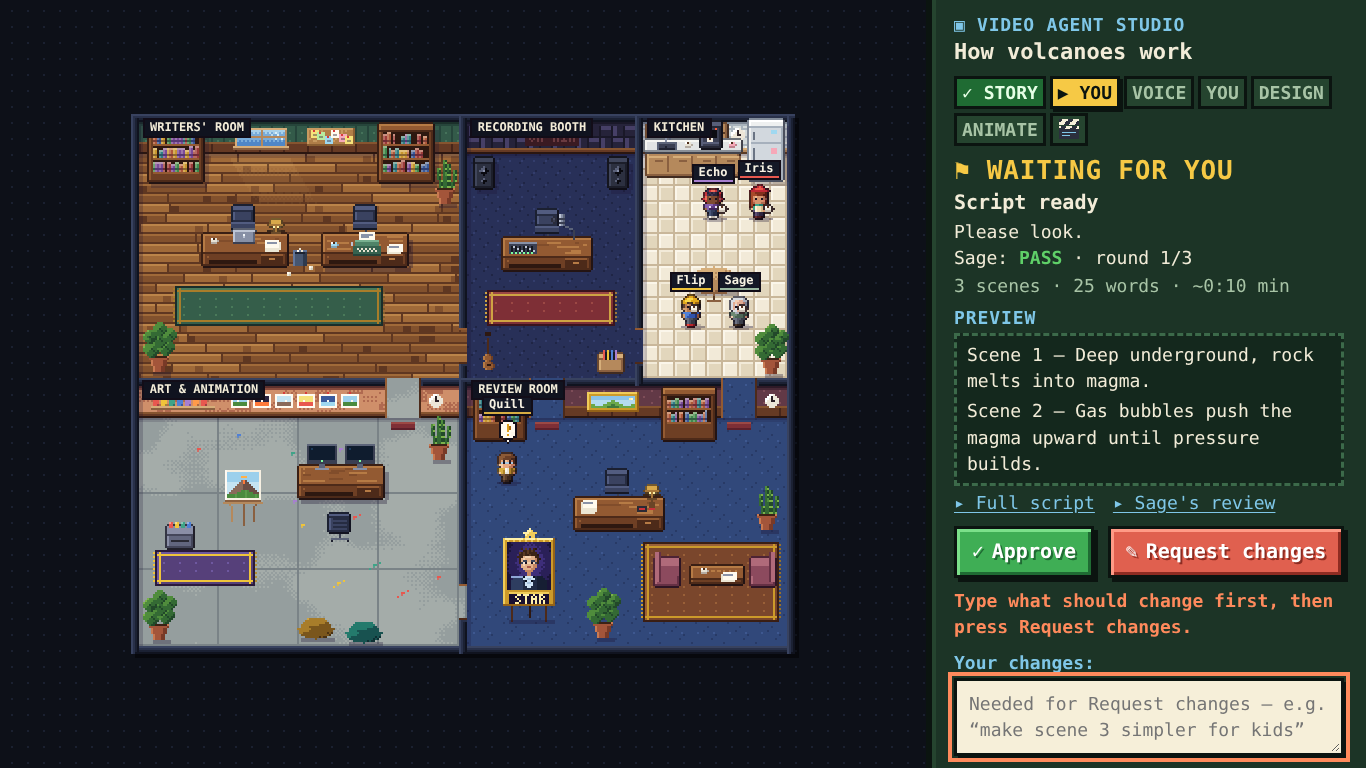 WRITERS' ROOM
RECORDING BOOTH
KITCHEN
Echo
Iris
Flip
Sage
ART & ANIMATION
REVIEW ROOM
Quill
STAR
VIDEO AGENT STUDIO
How volcanoes work
✓ STORY
▶ YOU
VOICE
YOU
DESIGN
ANIMATE
WAITING FOR YOU
Script ready
Please look.
Sage: PASS · round 1/3
3 scenes · 25 words · ~0:10 min
PREVIEW
Scene 1 — Deep underground, rock
melts into magma.
Scene 2 — Gas bubbles push the
magma upward until pressure
builds.
▸ Full script ▸ Sage's review
✓ Approve
✎ Request changes
Type what should change first, then
press Request changes.
Your changes:
Needed for Request changes — e.g.
“make scene 3 simpler for kids”